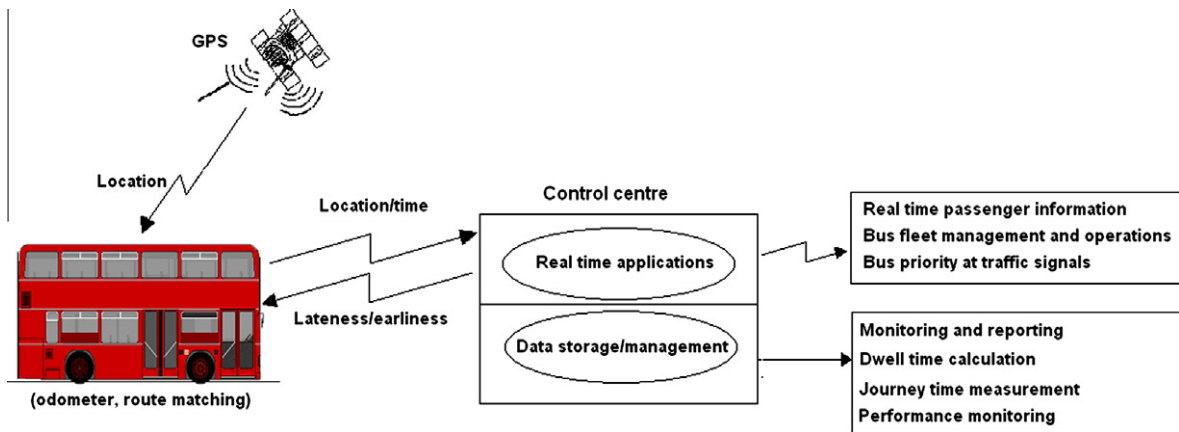 GPS
Location
Location/time
Lateness/earliness
(odometer, route matching)
Control centre
Real time applications
Data storage/management
Real time passenger information
Bus fleet management and operations
Bus priority at traffic signals
Monitoring and reporting
Dwell time calculation
Journey time measurement
Performance monitoring